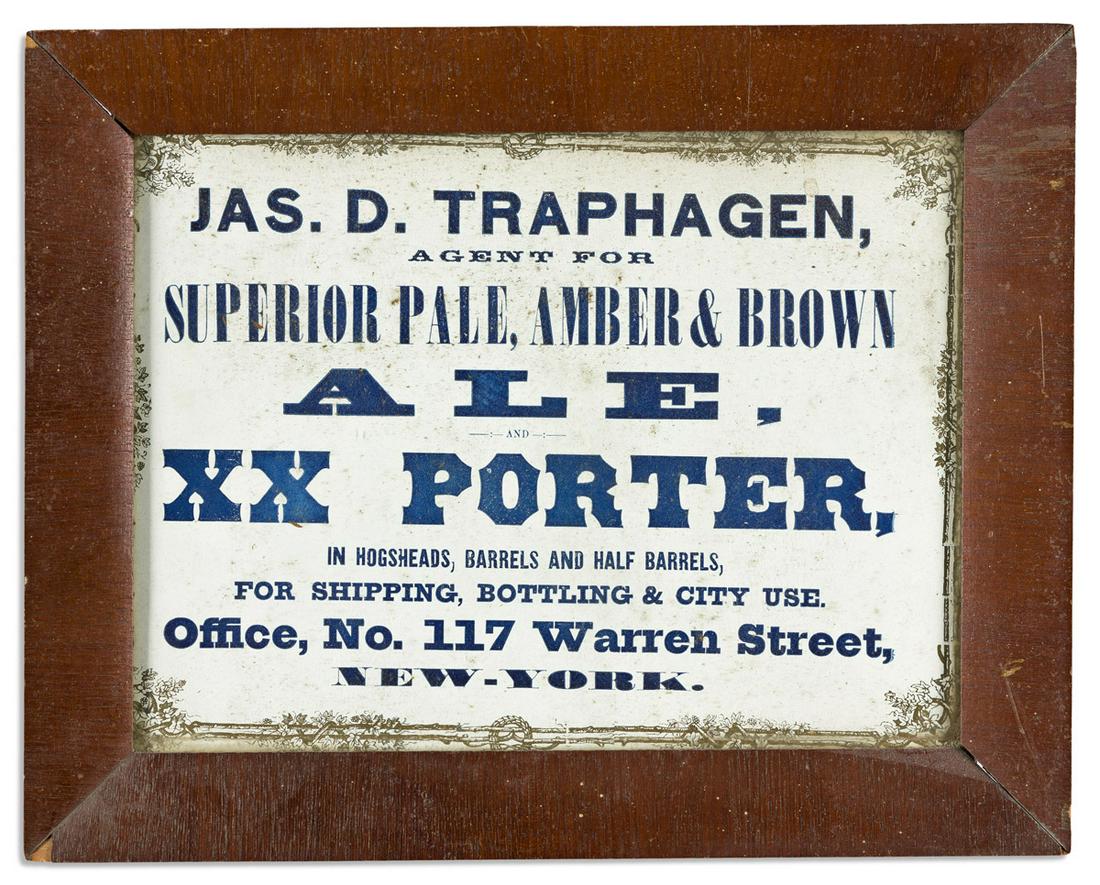 JAS. D. TRAPHAGEN,
AGENT FOR
SUPERIOR PALE, AMBER & BROWN
ALE,
AND
XX PORTER,
IN HOGSHEADS, BARRELS AND HALF BARRELS,
FOR SHIPPING, BOTTLING & CITY USE.
Office, No. 117 Warren Street,
NEW-YORK.